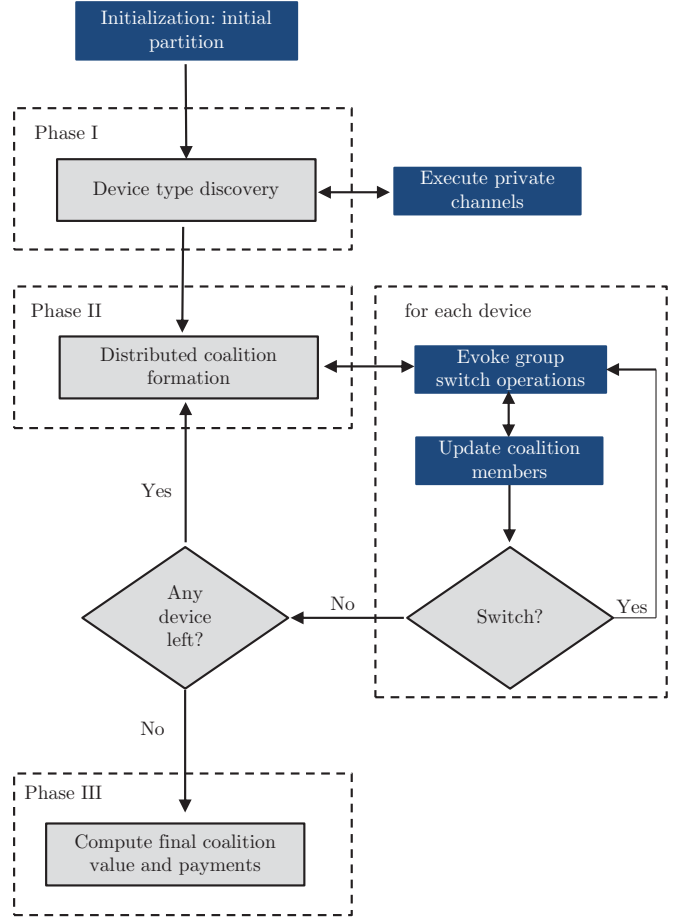 Initialization: initial
partition
Phase I
Device type discovery
Execute private
channels
Phase II
Distributed coalition
formation
for each device
Evoke group
switch operations
Update coalition
members
Yes
Any
device
left?
No
Switch?
Yes
No
Phase III
Compute final coalition
value and payments